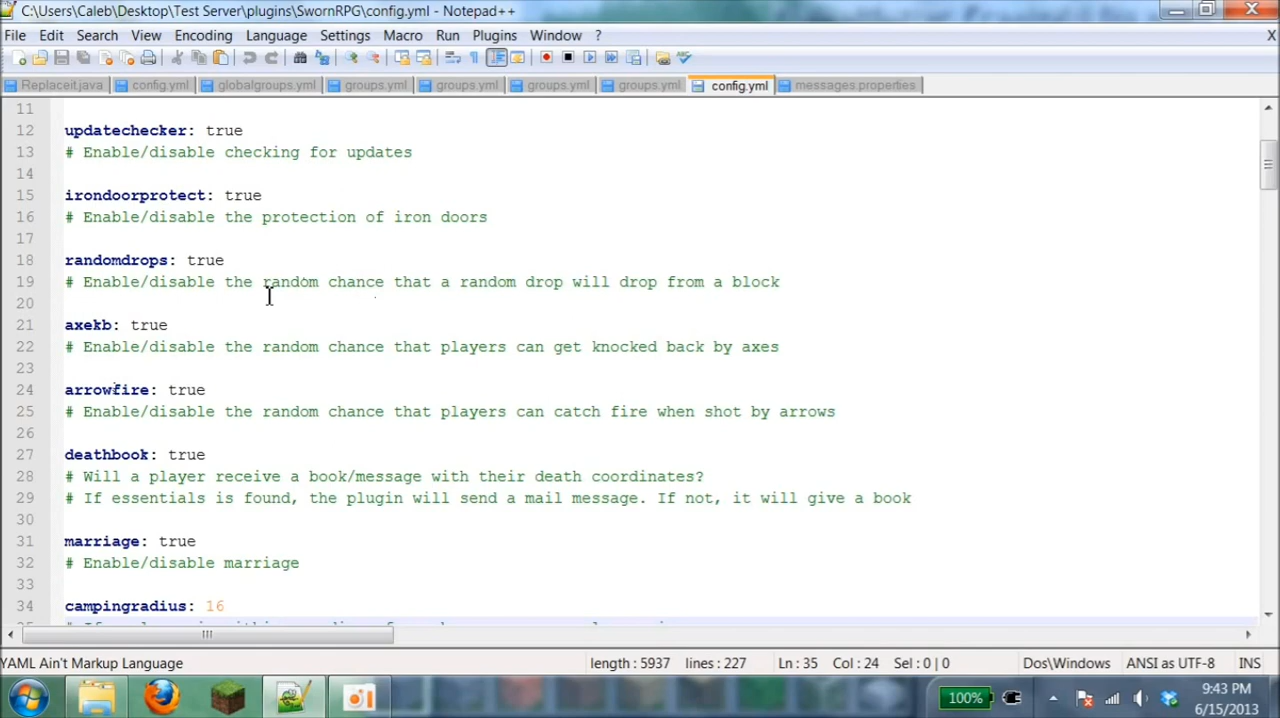 C:\Users\Caleb\Desktop\Test Server\plugins\SwornRPG\config.yml - Notepad++
File Edit Search View Encoding Language Settings Macro Run Plugins Window ? X
Replaceit.java config.yml globalgroups.yml groups.yml groups.yml groups.yml groups.yml config.yml messages.properties
11
12 updatechecker: true
13 # Enable/disable checking for updates
14
15 irondoorprotect: true
16 # Enable/disable the protection of iron doors
17
18 randomdrops: true
19 # Enable/disable the random chance that a random drop will drop from a block
20
21 axekb: true
22 # Enable/disable the random chance that players can get knocked back by axes
23
24 arrowfire: true
25 # Enable/disable the random chance that players can catch fire when shot by arrows
26
27 deathbook: true
28 # Will a player receive a book/message with their death coordinates?
29 # If essentials is found, the plugin will send a mail message. If not, it will give a book
30
31 marriage: true
32 # Enable/disable marriage
33
34 campingradius: 16
YAML Ain't Markup Language length : 5937 lines : 227 Ln : 35 Col : 24 Sel : 0 | 0 Dos\Windows ANSI as UTF-8 INS
100% 9:43 PM
6/15/2013